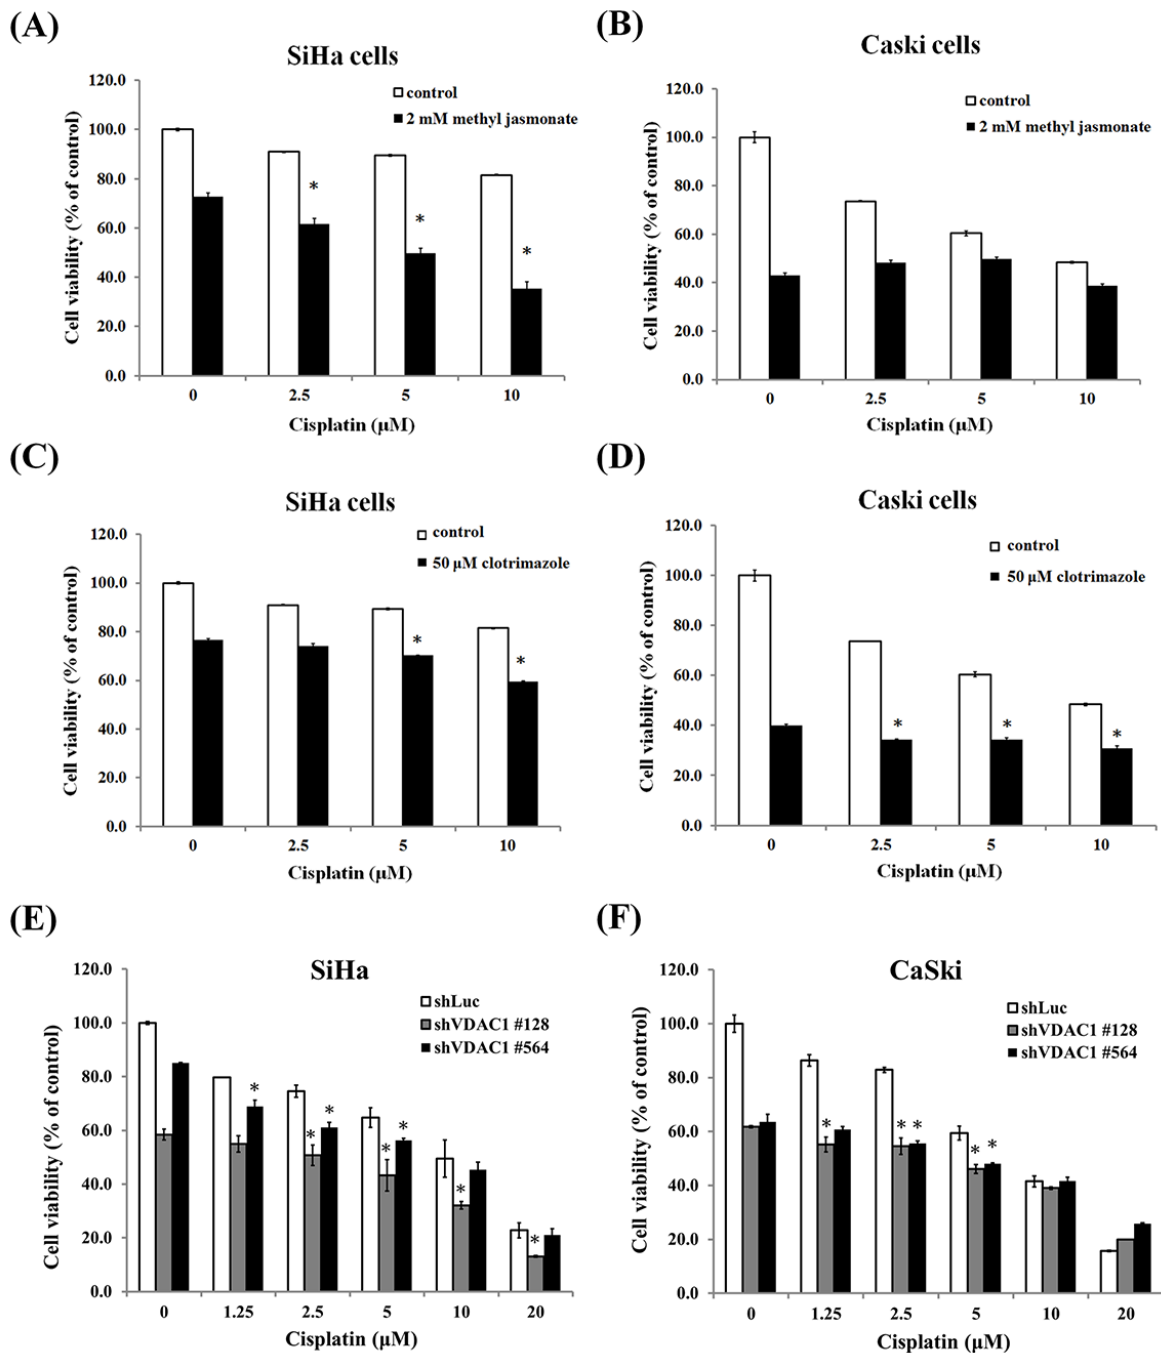 (A)
SiHa cells
control
2 mM methyl jasmonate
Cell viability (% of control)
120.0
100.0
80.0
60.0
40.0
20.0
0.0
* * *
0 2.5 5 10
Cisplatin (μM)
(B)
Caski cells
control
2 mM methyl jasmonate
Cell viability (% of control)
120.0
100.0
80.0
60.0
40.0
20.0
0.0
0 2.5 5 10
Cisplatin (μM)
(C)
SiHa cells
control
50 μM clotrimazole
Cell viability (% of control)
120.0
100.0
80.0
60.0
40.0
20.0
0.0
* *
0 2.5 5 10
Cisplatin (μM)
(D)
Caski cells
control
50 μM clotrimazole
Cell viability (% of control)
120.0
100.0
80.0
60.0
40.0
20.0
0.0
* * *
0 2.5 5 10
Cisplatin (μM)
(E)
SiHa
shLuc
shVDAC1 #128
shVDAC1 #564
Cell viability (% of control)
120.0
100.0
80.0
60.0
40.0
20.0
0.0
* * * * * * *
0 1.25 2.5 5 10 20
Cisplatin (μM)
(F)
CaSki
shLuc
shVDAC1 #128
shVDAC1 #564
Cell viability (% of control)
120.0
100.0
80.0
60.0
40.0
20.0
0.0
* * * * *
0 1.25 2.5 5 10 20
Cisplatin (μM)